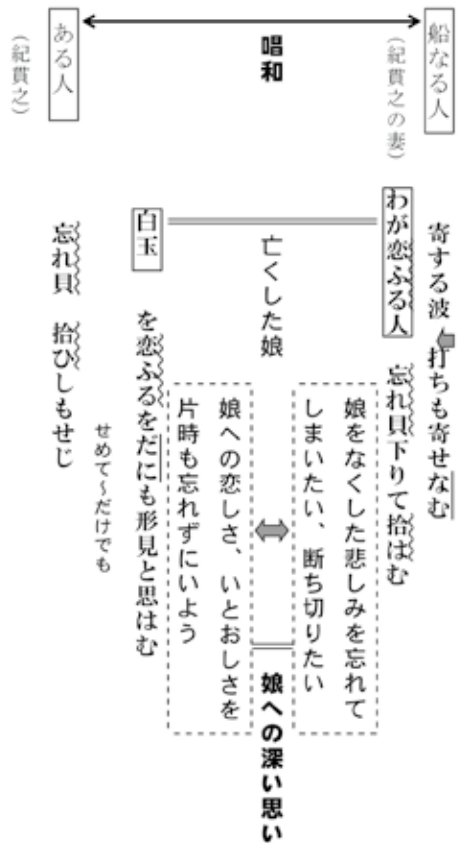 船なる人
（紀貫之の妻）
寄する波 打ちも寄せなむ
わが恋ふる人 忘れ貝下りて拾はむ
娘をなくした悲しみを忘れて
しまいたい、断ち切りたい
唱和
亡くした娘
娘への深い思い
娘への恋しさ、いとおしさを
片時も忘れずにいよう
白玉 を恋ふるをだにも形見と思はむ
せめて～だけでも
ある人
（紀貫之）
忘れ貝 拾ひしもせじ